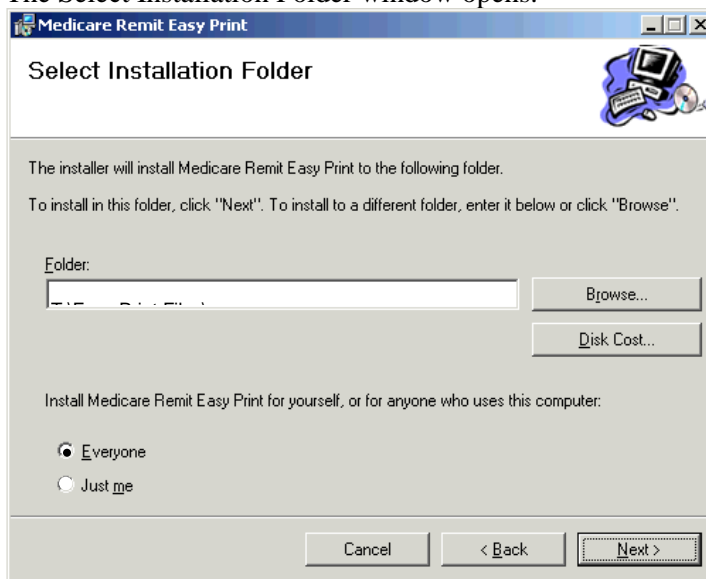 The Select Installation Folder window opens.
Medicare Remit Easy Print
Select Installation Folder
The installer will install Medicare Remit Easy Print to the following folder.
To install in this folder, click "Next". To install to a different folder, enter it below or click "Browse".
Folder:
Browse...
Disk Cost...
Install Medicare Remit Easy Print for yourself, or for anyone who uses this computer:
Everyone
Just me
Cancel
< Back
Next >